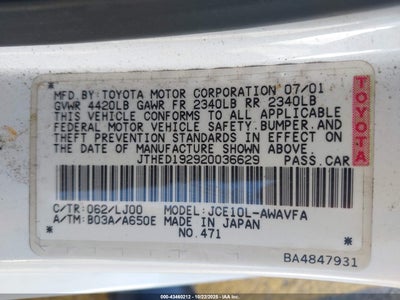 MFD.BY:TOYOTA MOTOR CORPORATION 07/01
GVWR 4420LB GAWR FR 2340LB RR 2340LB
THIS VEHICLE CONFORMS TO ALL APPLICABLE
FEDERAL MOTOR VEHICLE SAFETY,BUMPER,AND
THEFT PREVENTION STANDARDS IN EFFECT ON
THE DATE OF MANUFACTURE SHOWN ABOVE.
JTHED192920036629 PASS.CAR
C/TR:062/LJ00 MODEL:JCE10L-AWAVFA
A/TM:B03A/A650E MADE IN JAPAN
NO.471
TOYOTA
BA4847931
© IAA 000-43460212 - (10/23/2025) - 000000